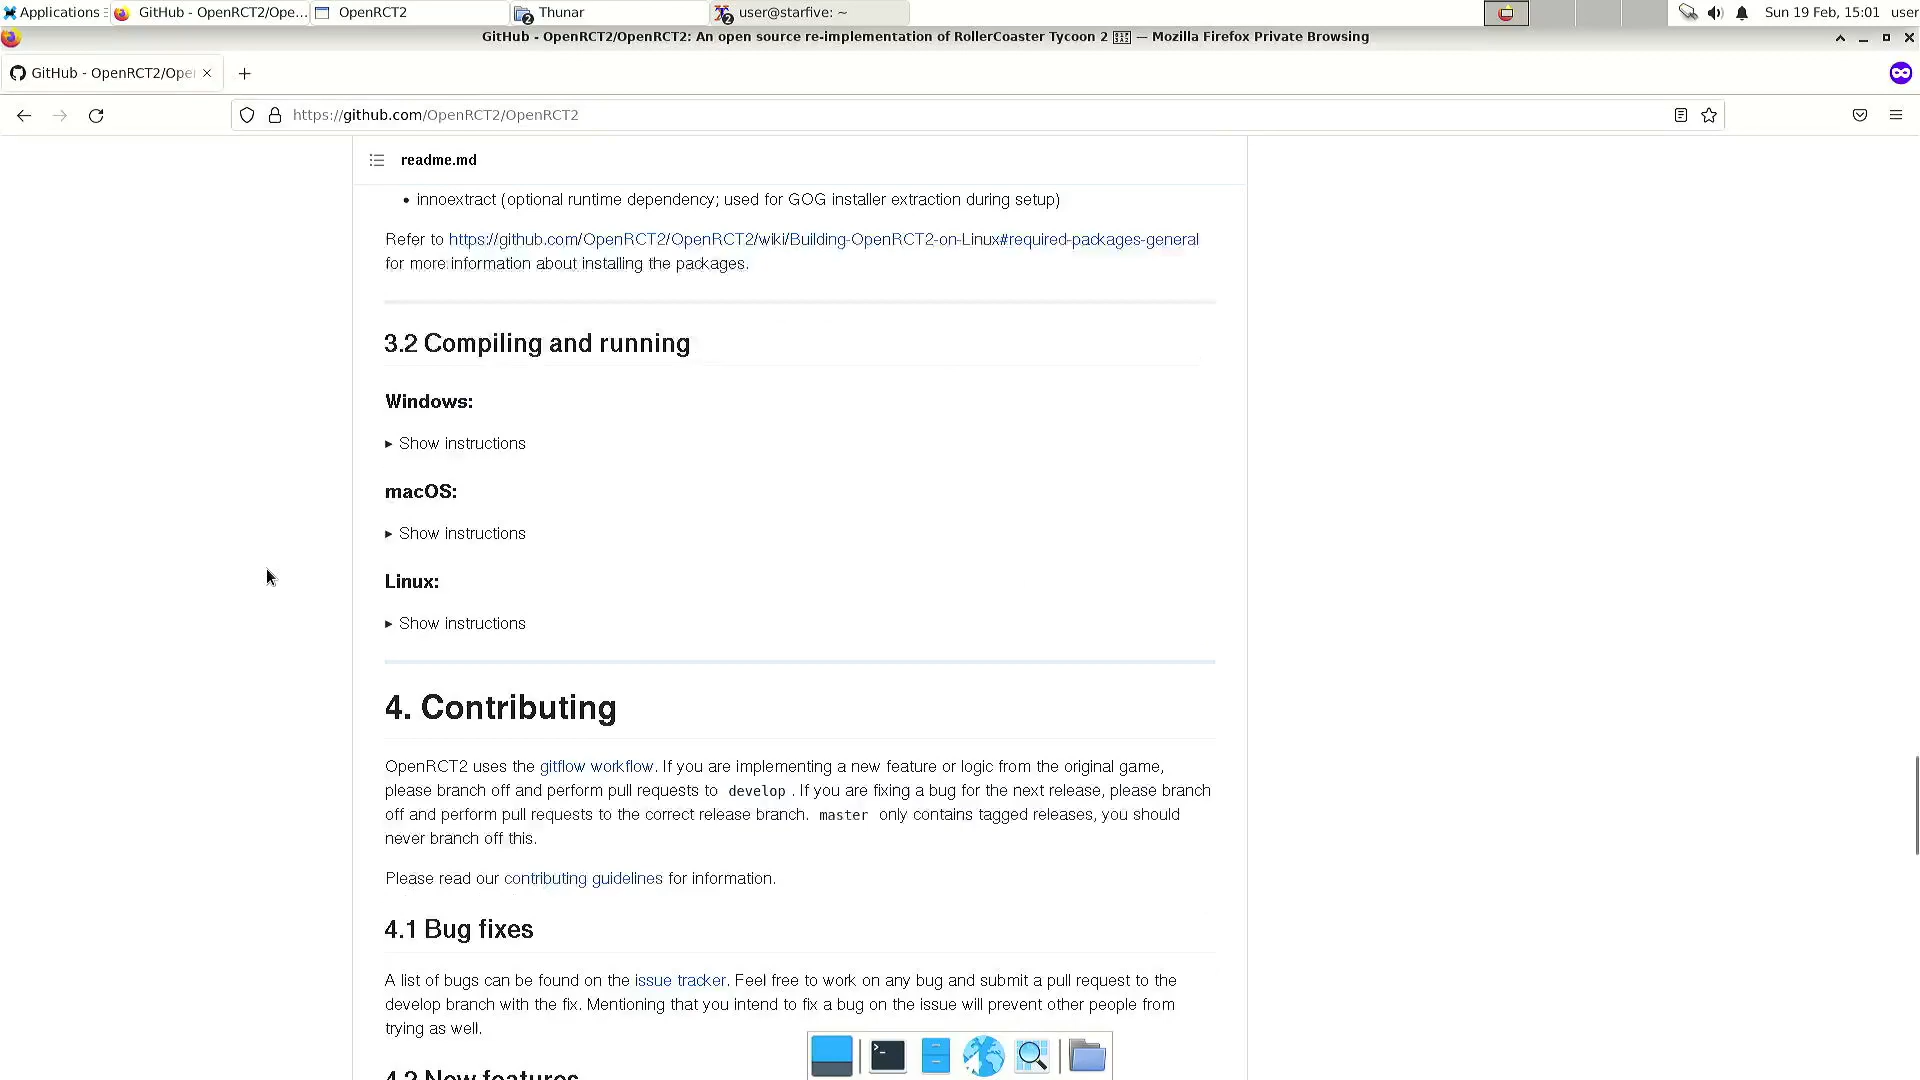 Applications
GitHub - OpenRCT2/Ope...
OpenRCT2
Thunar
user@starfive: ~
Sun 19 Feb, 15:01
user
GitHub - OpenRCT2/OpenRCT2: An open source re-implementation of RollerCoaster Tycoon 2 — Mozilla Firefox Private Browsing
GitHub - OpenRCT2/Ope
https://github.com/OpenRCT2/OpenRCT2
readme.md
• innoextract (optional runtime dependency; used for GOG installer extraction during setup)
Refer to https://github.com/OpenRCT2/OpenRCT2/wiki/Building-OpenRCT2-on-Linux#required-packages-general
for more information about installing the packages.
3.2 Compiling and running
Windows:
▸ Show instructions
macOS:
▸ Show instructions
Linux:
▸ Show instructions
4. Contributing
OpenRCT2 uses the gitflow workflow. If you are implementing a new feature or logic from the original game,
please branch off and perform pull requests to develop . If you are fixing a bug for the next release, please branch
off and perform pull requests to the correct release branch. master only contains tagged releases, you should
never branch off this.
Please read our contributing guidelines for information.
4.1 Bug fixes
A list of bugs can be found on the issue tracker. Feel free to work on any bug and submit a pull request to the
develop branch with the fix. Mentioning that you intend to fix a bug on the issue will prevent other people from
trying as well.
4.2 New features